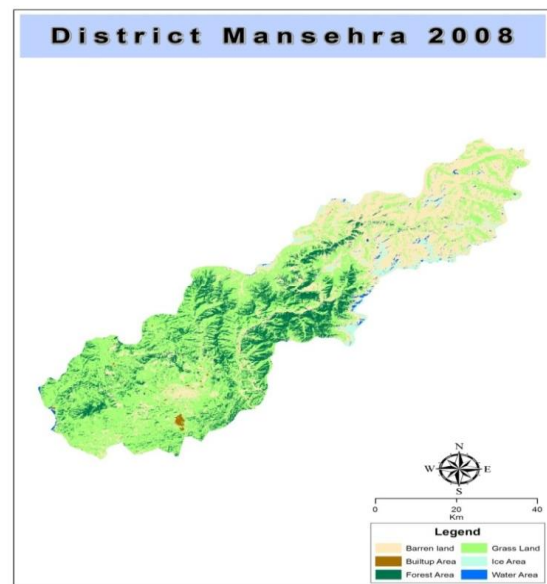 District Mansehra 2008
N
W E
S
0 20 40
Km
Legend
Barren land Grass Land
Builtup Area Ice Area
Forest Area Water Area